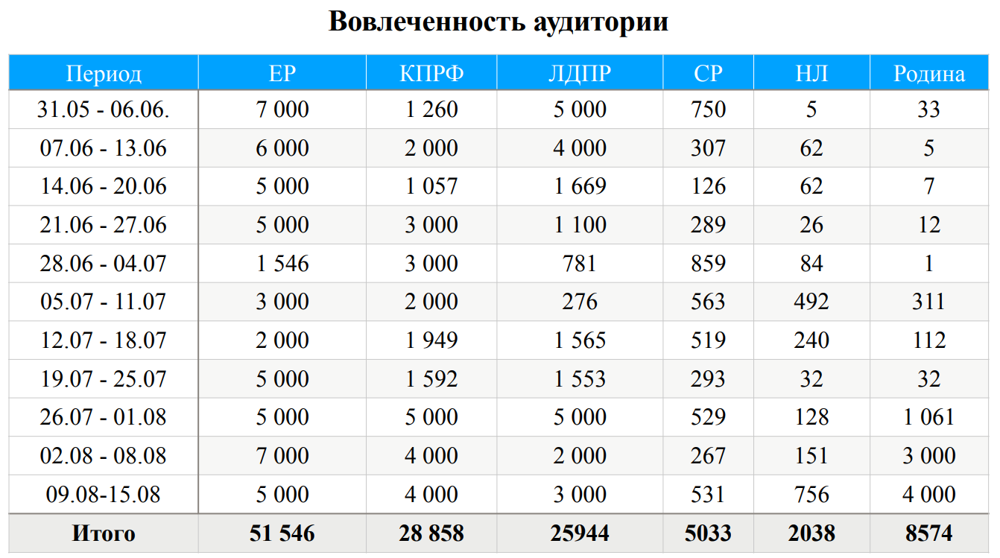 Вовлеченность аудитории
Период ЕР КПРФ ЛДПР СР НЛ Родина
31.05 - 06.06. 7 000 1 260 5 000 750 5 33
07.06 - 13.06 6 000 2 000 4 000 307 62 5
14.06 - 20.06 5 000 1 057 1 669 126 62 7
21.06 - 27.06 5 000 3 000 1 100 289 26 12
28.06 - 04.07 1 546 3 000 781 859 84 1
05.07 - 11.07 3 000 2 000 276 563 492 311
12.07 - 18.07 2 000 1 949 1 565 519 240 112
19.07 - 25.07 5 000 1 592 1 553 293 32 32
26.07 - 01.08 5 000 5 000 5 000 529 128 1 061
02.08 - 08.08 7 000 4 000 2 000 267 151 3 000
09.08-15.08 5 000 4 000 3 000 531 756 4 000
Итого 51 546 28 858 25944 5033 2038 8574